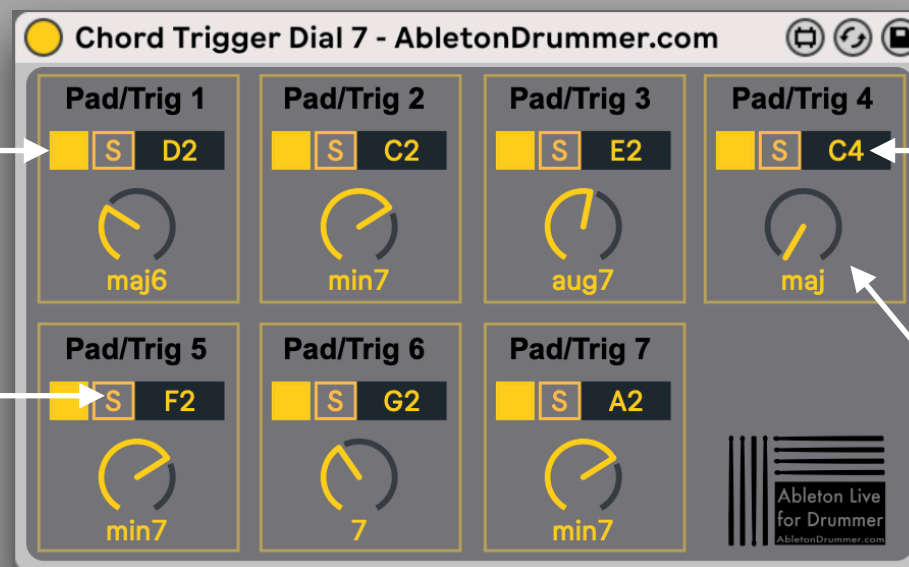 Chord Trigger Dial 7 - AbletonDrummer.com
Pad/Trig 1
S D2
maj6
Pad/Trig 2
S C2
min7
Pad/Trig 3
S E2
aug7
Pad/Trig 4
S C4
maj
Pad/Trig 5
S F2
min7
Pad/Trig 6
S G2
7
Pad/Trig 7
S A2
min7
Ableton Live
for Drummer
AbletonDrummer.com